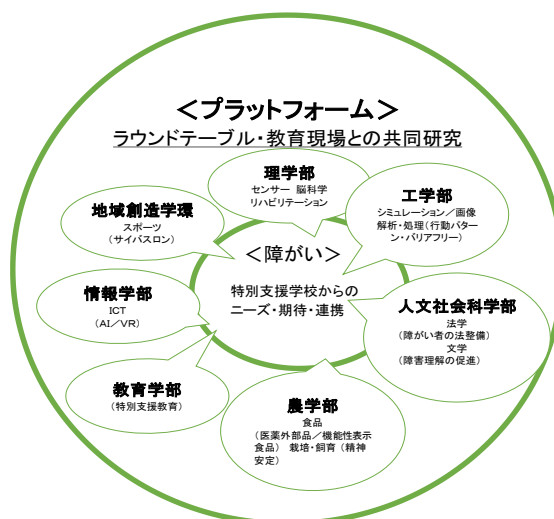 ＜プラットフォーム＞
ラウンドテーブル・教育現場との共同研究
理学部
センサー 脳科学
リハビリテーション
工学部
シミュレーション／画像
解析・処理（行動パター
ン・バリアフリー）
地域創造学環
スポーツ
（サイバスロン）
＜障がい＞
特別支援学校からの
ニーズ・期待・連携
情報学部
ICT
（AI／VR）
人文社会科学部
法学
（障がい者の法整備）
文学
（障害理解の促進）
教育学部
（特別支援教育）
農学部
食品
（医薬外部品／機能性表示
食品） 栽培・飼育（精神
安定）